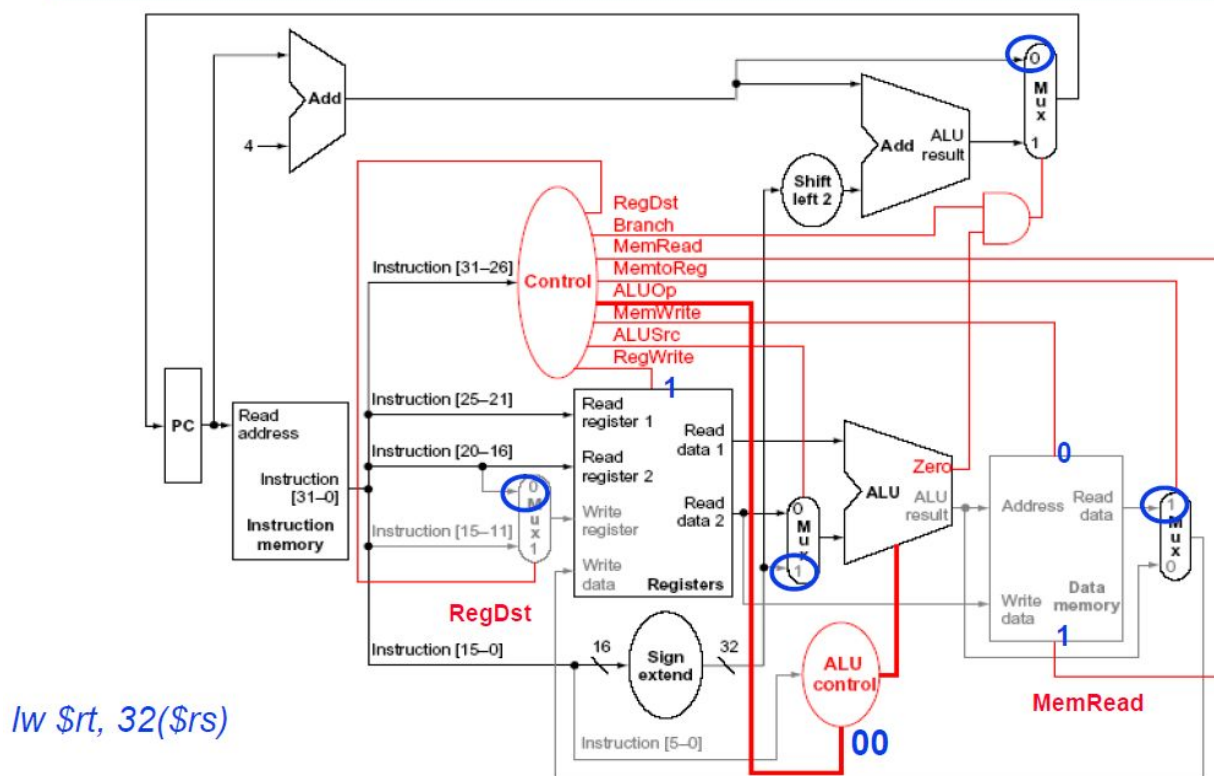 0
Mux
1
Add
4
Add
ALU
result
Shift
left 2
RegDst
Branch
MemRead
MemtoReg
ALUOp
MemWrite
ALUSrc
RegWrite
Control
Instruction [31–26]
1
PC
Read
address
Instruction
[31–0]
Instruction
memory
Instruction [25–21]
Instruction [20–16]
Instruction [15–11]
0
Mux
1
Read
register 1
Read
register 2
Write
register
Write
data
Read
data 1
Read
data 2
Registers
0
Mux
1
Zero
ALU
ALU
result
0
Address
Read
data
Write
data
Data
memory
1
1
Mux
0
RegDst
Instruction [15–0]
16
Sign
extend
32
ALU
control
MemRead
Instruction [5–0]
00
lw $rt, 32($rs)